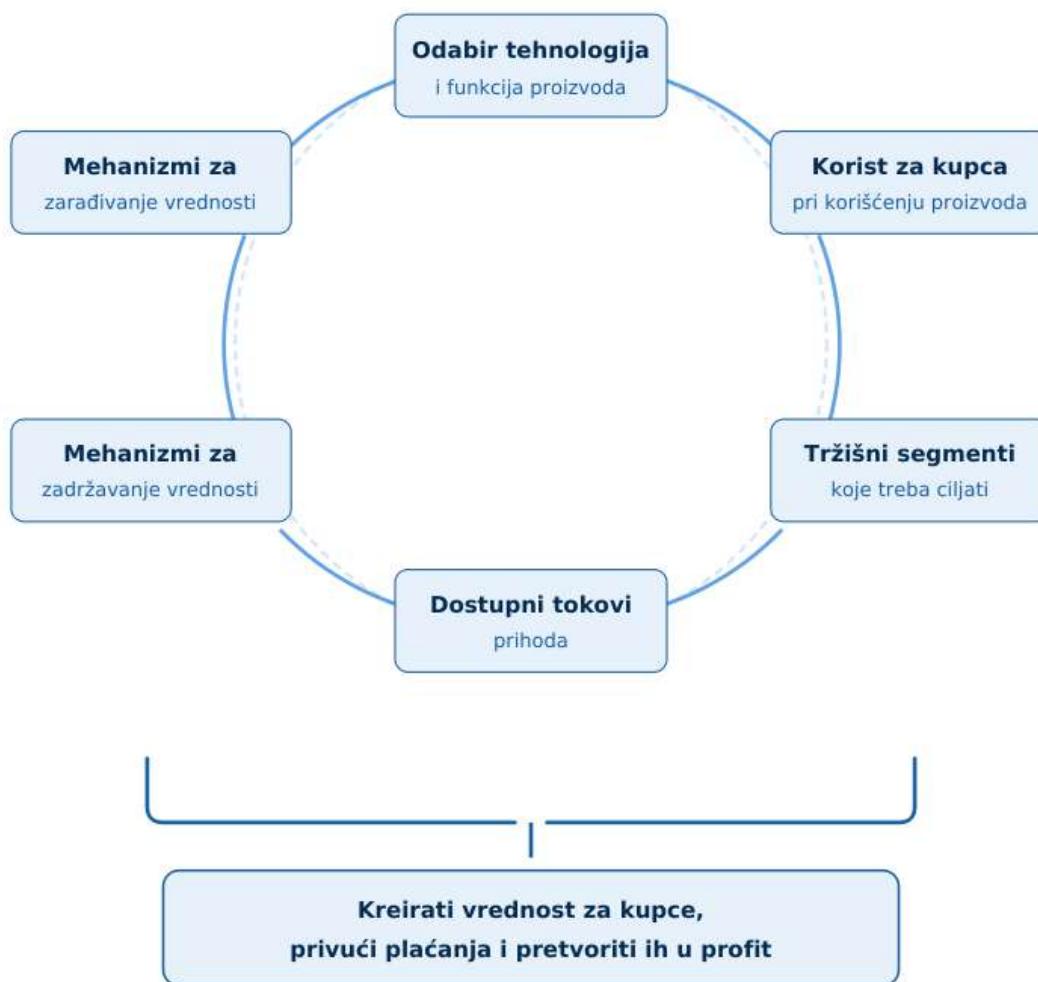 Odabir tehnologija
i funkcija proizvoda
Mehanizmi za
zarađivanje vrednosti
Korist za kupca
pri korišćenju proizvoda
Mehanizmi za
zadržavanje vrednosti
Tržišni segmenti
koje treba ciljati
Dostupni tokovi
prihoda
Kreirati vrednost za kupce,
privući plaćanja i pretvoriti ih u profit